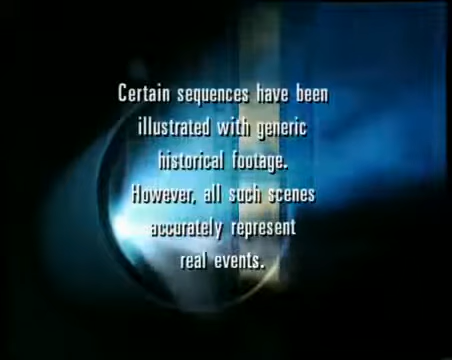 Certain sequences have been
illustrated with generic
historical footage.
However, all such scenes
accurately represent
real events.